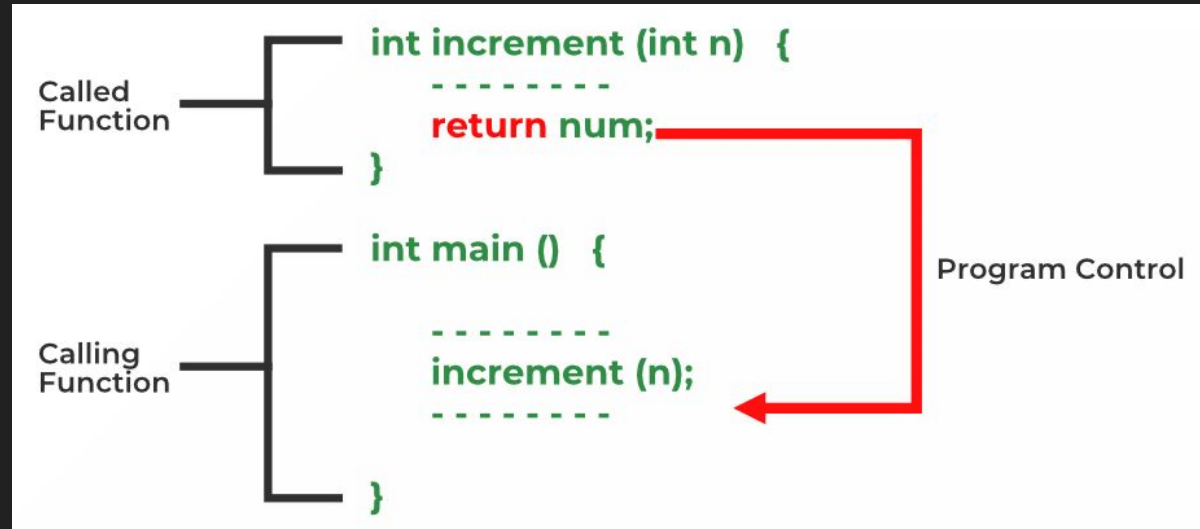 int increment (int n) {
Called
Function
- - - - - - - -
return num;
}
int main () {
Program Control
- - - - - - - -
Calling
Function
increment (n);
- - - - - - - -
}